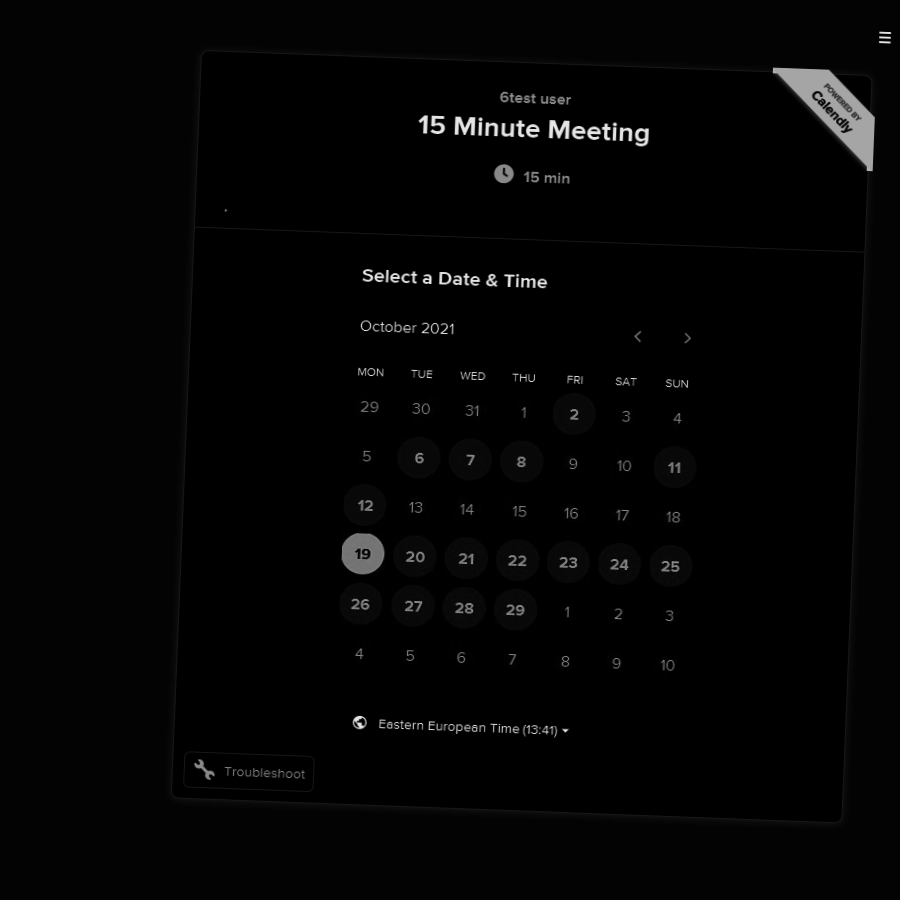 POWERED BY
Calendly
6test user
15 Minute Meeting
15 min
.
Select a Date & Time
October 2021
MON TUE WED THU FRI SAT SUN
29 30 31 1 2 3 4
5 6 7 8 9 10 11
12 13 14 15 16 17 18
19 20 21 22 23 24 25
26 27 28 29 1 2 3
4 5 6 7 8 9 10
Eastern European Time (13:41)
Troubleshoot